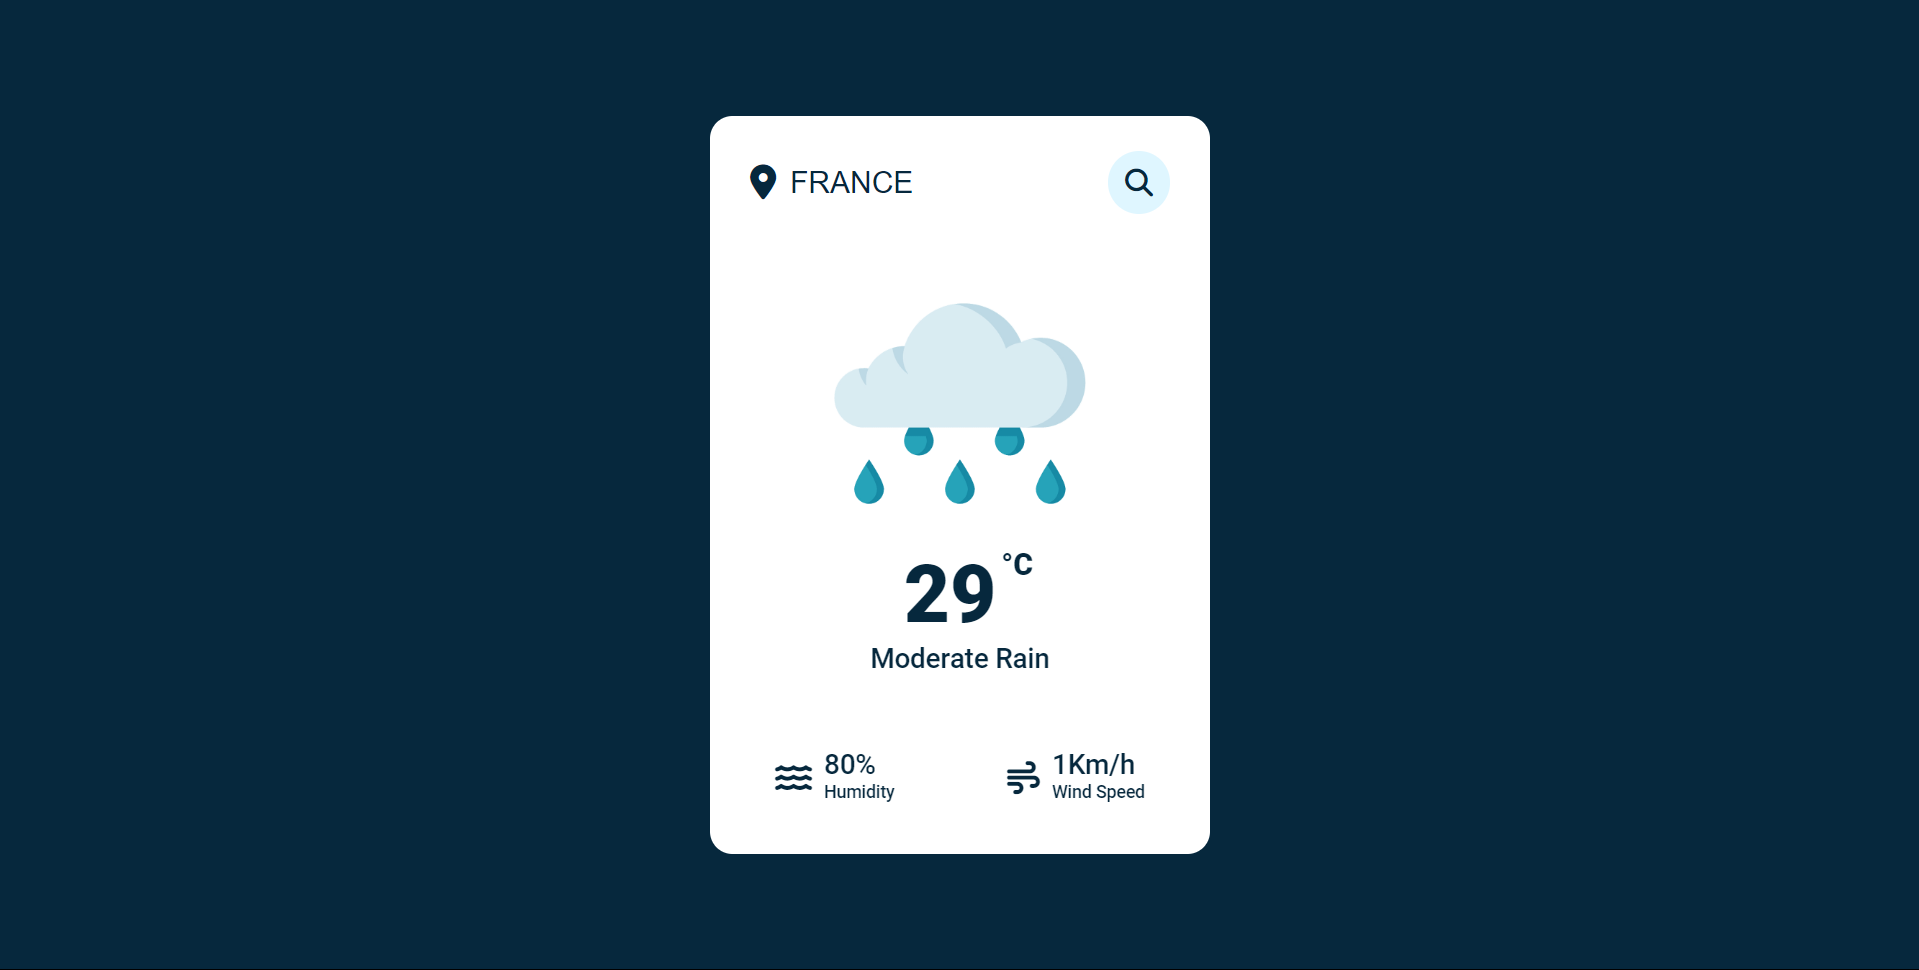 FRANCE
29 °C
Moderate Rain
80%
Humidity
1Km/h
Wind Speed